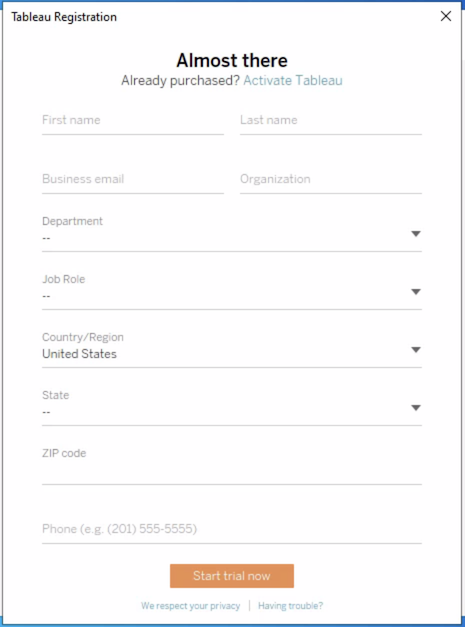 Tableau Registration
Almost there
Already purchased? Activate Tableau
First name
Last name
Business email
Organization
Department
--
Job Role
--
Country/Region
United States
State
--
ZIP code
Phone (e.g. (201) 555-5555)
Start trial now
We respect your privacy | Having trouble?